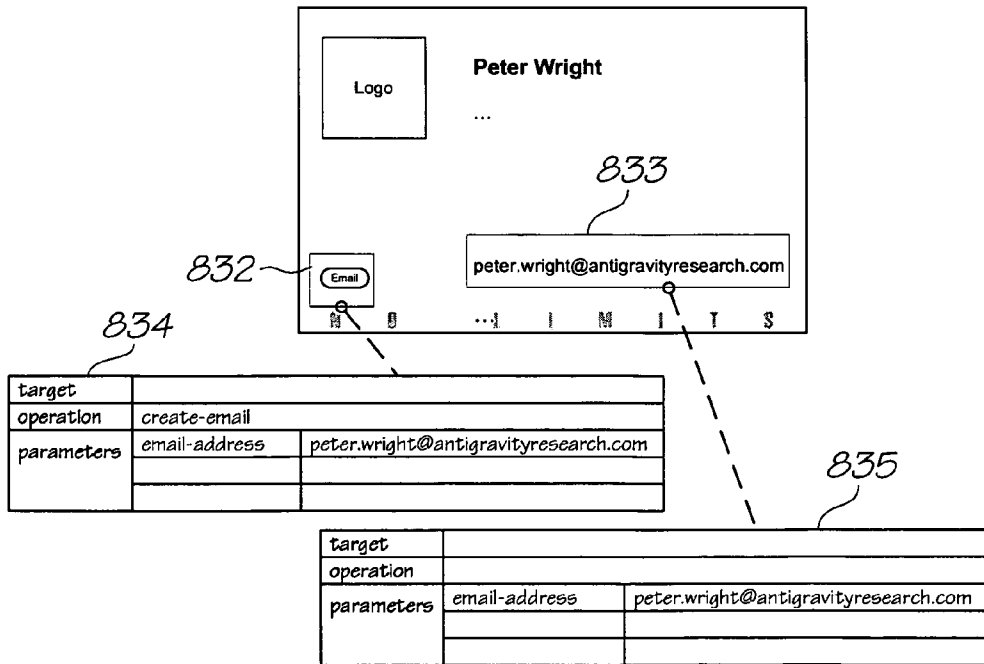 Logo
Peter Wright
...
833
832
Email
peter.wright@antigravityresearch.com
N O ... L I M I T S
834
target
operation create-email
parameters email-address peter.wright@antigravityresearch.com
835
target
operation
parameters email-address peter.wright@antigravityresearch.com